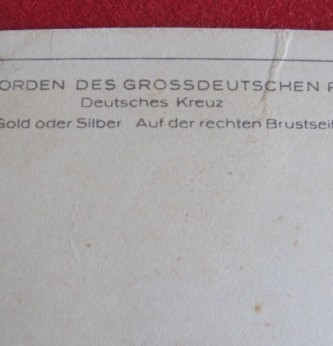 ORDEN DES GROSSDEUTSCHEN
Deutsches Kreuz
Gold oder Silber Auf der rechten Brustsei